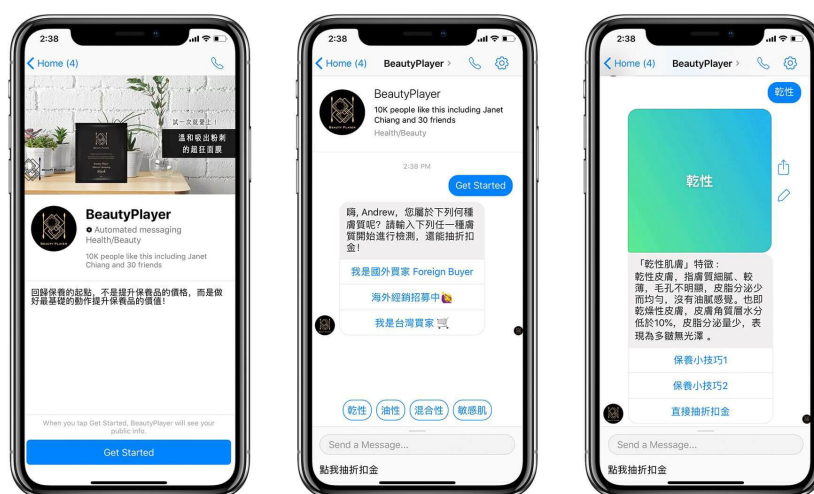 2:38
Home (4)
試一次就愛上!
溫和吸出粉刺
的超狂面膜
BEAUTY PLAYER
BeautyPlayer
Automated messaging
Health/Beauty
10K people like this including Janet
Chiang and 30 friends
回歸保養的起點,不是提升保養品的價格,而是做
好最基礎的動作提升保養品的價值!
When you tap Get Started, BeautyPlayer will see your
public info.
Get Started
2:38
Home (4)
BeautyPlayer >
BeautyPlayer
10K people like this including Janet
Chiang and 30 friends
Health/Beauty
2:38 PM
Get Started
嗨, Andrew, 您屬於下列何種
膚質呢? 請輸入下列任一種膚
質開始進行檢測,還能抽折扣
金!
我是國外買家 Foreign Buyer
海外經銷招募中🙋
我是台灣買家 🛒
乾性
油性
混合性
敏感肌
Send a Message...
點我抽折扣金
2:38
Home (4)
BeautyPlayer >
乾性
乾性
「乾性肌膚」特徵:
乾性皮膚,指膚質細膩、較
薄,毛孔不明顯,皮脂分泌少
而均勻,沒有油膩感覺。也即
乾燥性皮膚,皮膚角質層水分
低於10%,皮脂分泌量少,表
現為多皺無光澤 。
保養小技巧1
保養小技巧2
直接抽折扣金
Send a Message...
點我抽折扣金